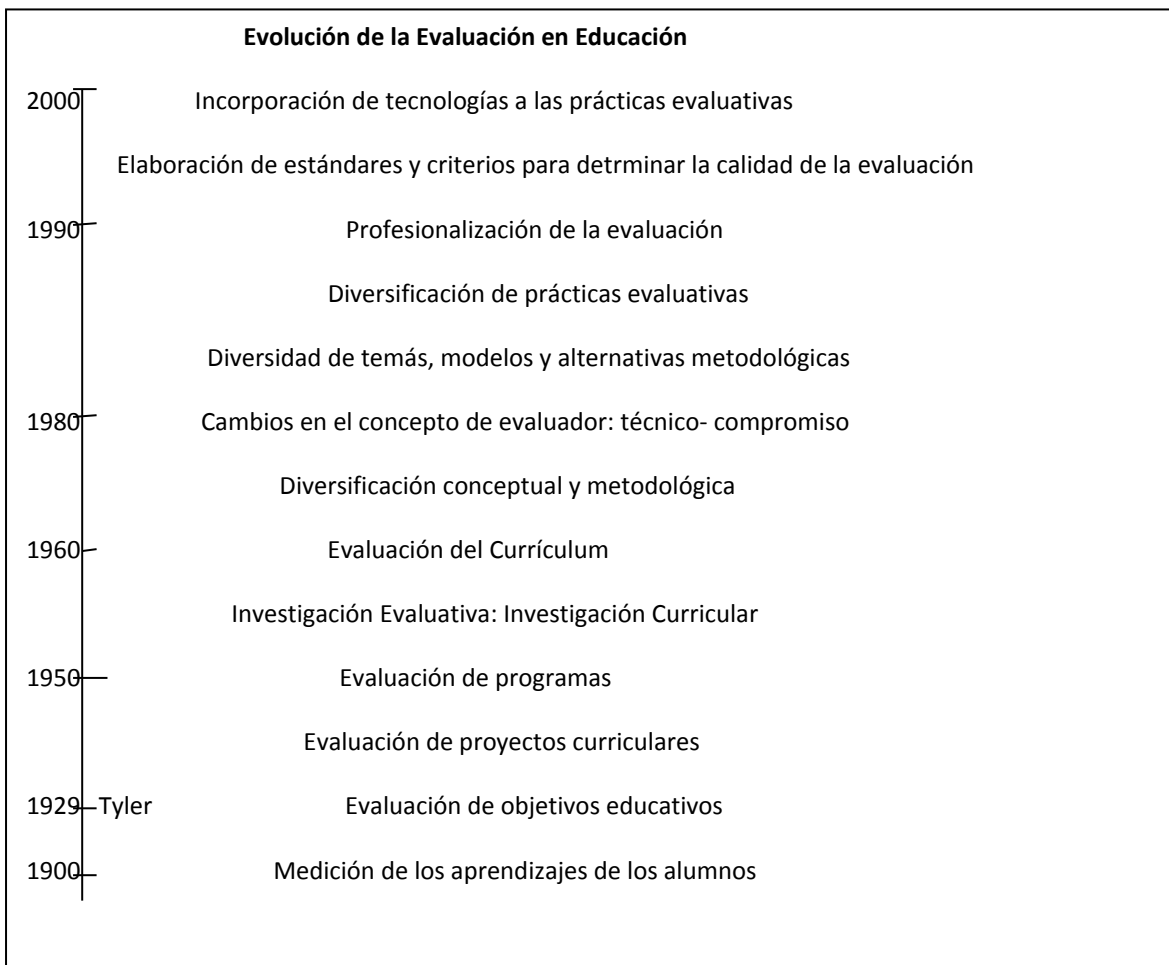 Evolución de la Evaluación en Educación
2000 Incorporación de tecnologías a las prácticas evaluativas
Elaboración de estándares y criterios para detrminar la calidad de la evaluación
1990 Profesionalización de la evaluación
Diversificación de prácticas evaluativas
Diversidad de temás, modelos y alternativas metodológicas
1980 Cambios en el concepto de evaluador: técnico- compromiso
Diversificación conceptual y metodológica
1960 Evaluación del Currículum
Investigación Evaluativa: Investigación Curricular
1950 Evaluación de programas
Evaluación de proyectos curriculares
1929 Tyler Evaluación de objetivos educativos
1900 Medición de los aprendizajes de los alumnos